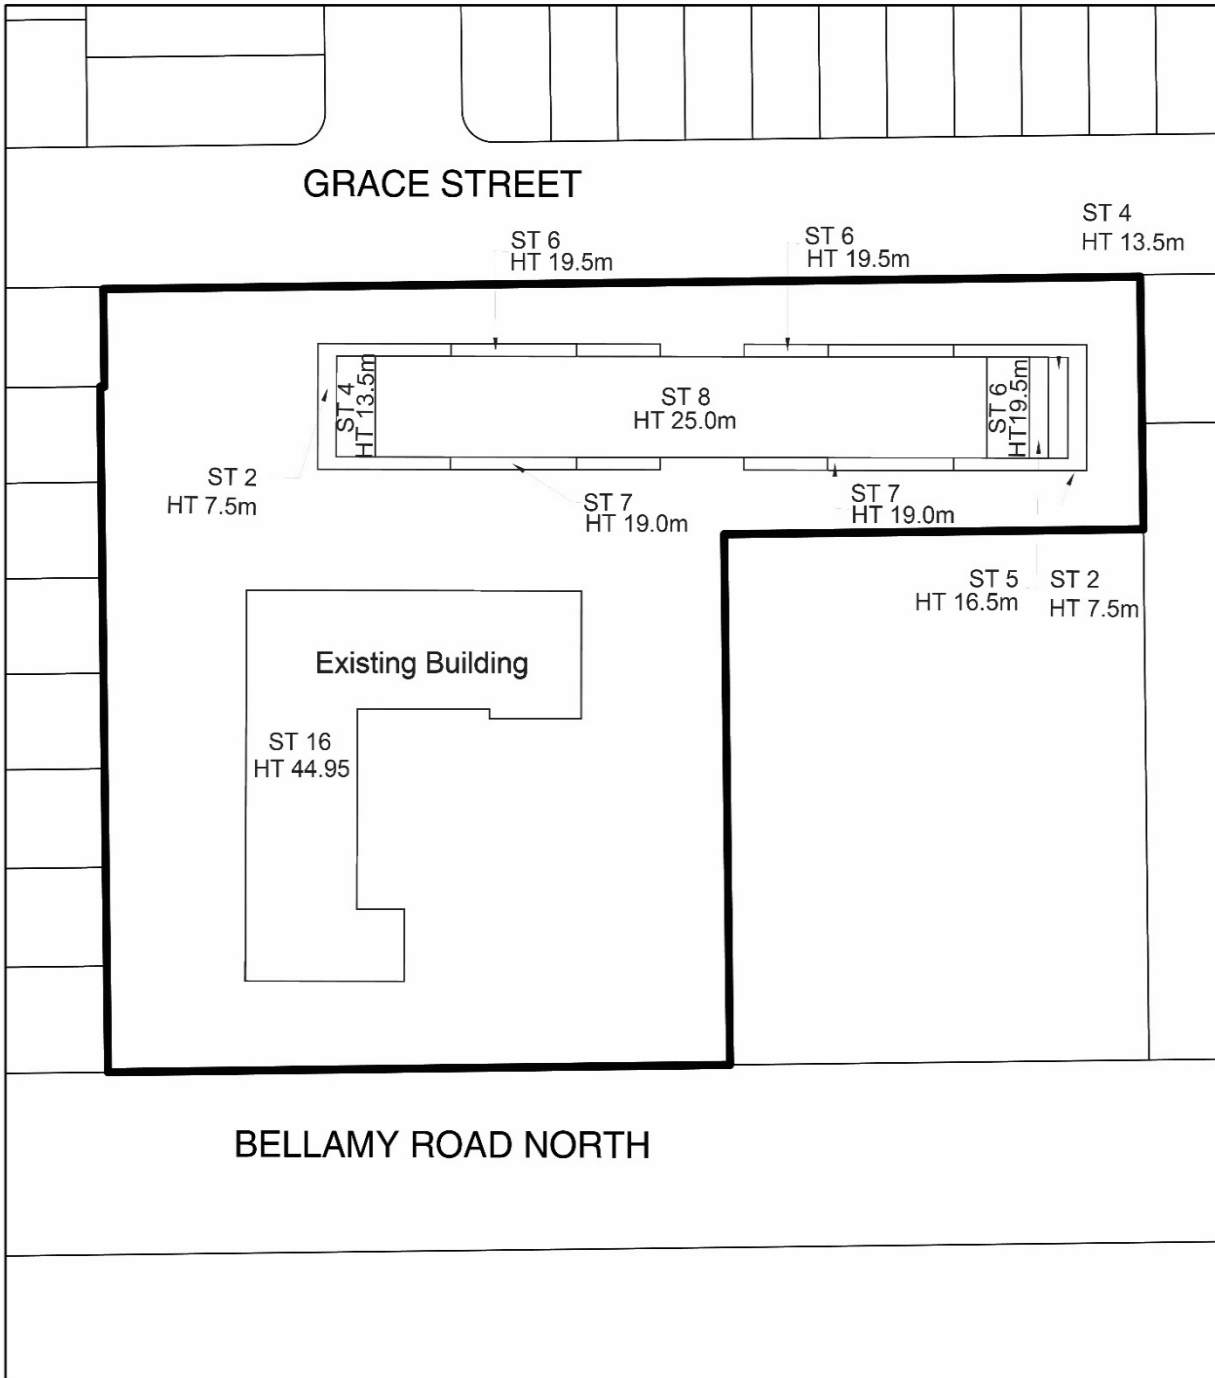 GRACE STREET
ST 4
HT 13.5m
ST 6
HT 19.5m
ST 6
HT 19.5m
ST 4
HT 13.5m
ST 8
HT 25.0m
ST 6
HT19.5m
ST 2
HT 7.5m
ST 7
HT 19.0m
ST 7
HT 19.0m
ST 5
HT 16.5m
ST 2
HT 7.5m
Existing Building
ST 16
HT 44.95
BELLAMY ROAD NORTH